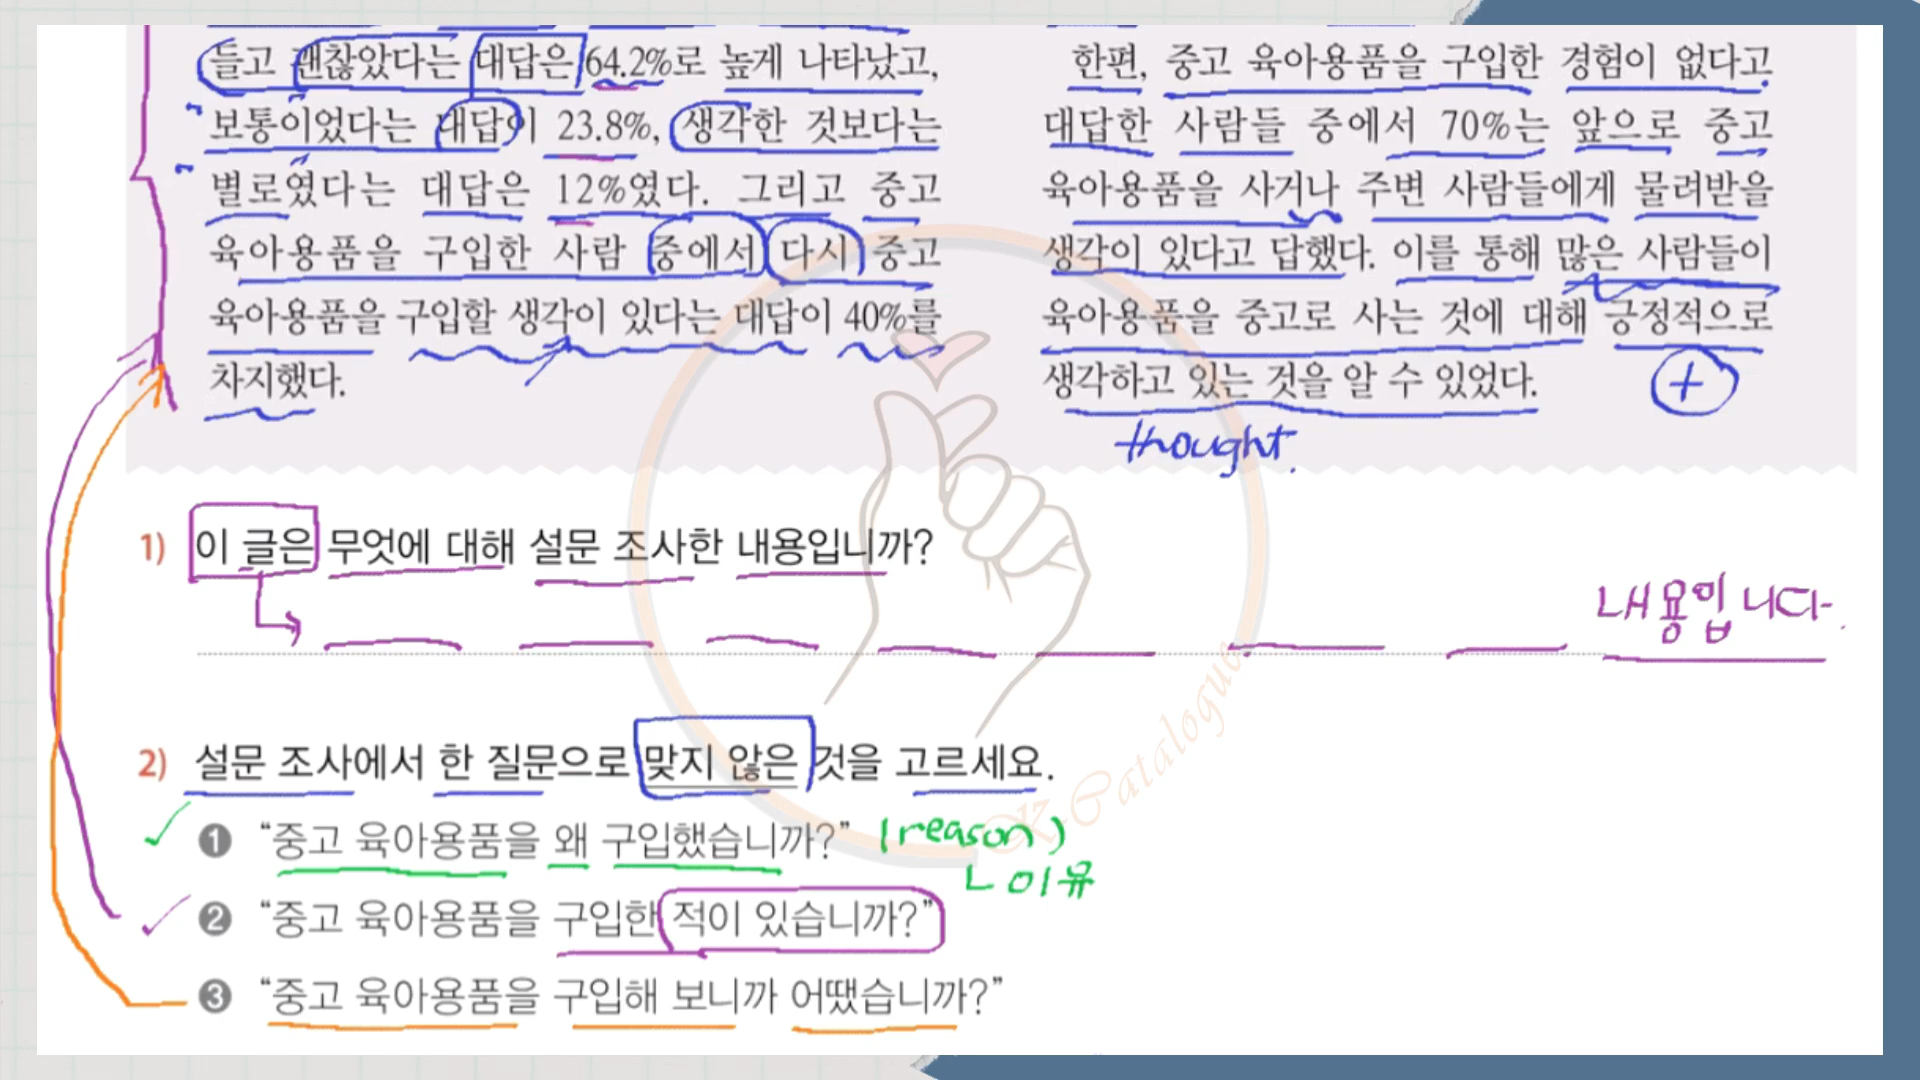 들고 괜찮았다는 대답은 64.2%로 높게 나타났고,
보통이었다는 대답이 23.8%, 생각한 것보다는
별로였다는 대답은 12%였다. 그리고 중고
육아용품을 구입한 사람 중에서 다시 중고
육아용품을 구입할 생각이 있다는 대답이 40%를
차지했다.
한편, 중고 육아용품을 구입한 경험이 없다고
대답한 사람들 중에서 70%는 앞으로 중고
육아용품을 사거나 주변 사람들에게 물려받을
생각이 있다고 답했다. 이를 통해 많은 사람들이
육아용품을 중고로 사는 것에 대해 긍정적으로
생각하고 있는 것을 알 수 있었다.
+
thought.
1) 이 글은 무엇에 대해 설문 조사한 내용입니까?
내용입니다.
2) 설문 조사에서 한 질문으로 맞지 않은 것을 고르세요.
❶ “중고 육아용품을 왜 구입했습니까?” (reason)
ㄴ이유
❷ “중고 육아용품을 구입한 적이 있습니까?”
❸ “중고 육아용품을 구입해 보니까 어땠습니까?”
K Catalogue